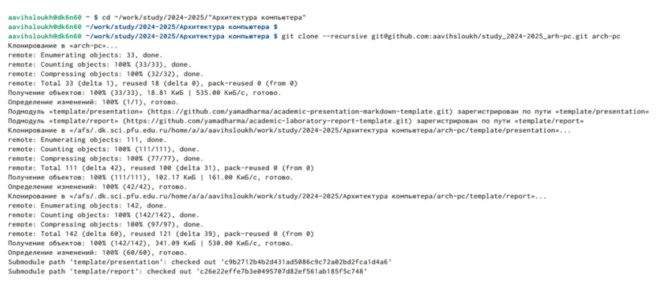 aavihsloukh@dk6n60 ~ $ cd ~/work/study/2024-2025/"Архитектура компьютера"
aavihsloukh@dk6n60 ~/work/study/2024-2025/Архитектура компьютера $
aavihsloukh@dk6n60 ~/work/study/2024-2025/Архитектура компьютера $ git clone --recursive git@github.com:aavihsloukh/study_2024-2025_arh-pc.git arch-pc
Клонирование в «arch-pc»...
remote: Enumerating objects: 33, done.
remote: Counting objects: 100% (33/33), done.
remote: Compressing objects: 100% (32/32), done.
remote: Total 33 (delta 1), reused 18 (delta 0), pack-reused 0 (from 0)
Получение объектов: 100% (33/33), 18.81 КиБ | 535.00 КиБ/с, готово.
Определение изменений: 100% (1/1), готово.
Подмодуль «template/presentation» (https://github.com/yamadharma/academic-presentation-markdown-template.git) зарегистрирован по пути «template/presentation»
Подмодуль «template/report» (https://github.com/yamadharma/academic-laboratory-report-template.git) зарегистрирован по пути «template/report»
Клонирование в «/afs/.dk.sci.pfu.edu.ru/home/a/a/aavihsloukh/work/study/2024-2025/Архитектура компьютера/arch-pc/template/presentation»...
remote: Enumerating objects: 111, done.
remote: Counting objects: 100% (111/111), done.
remote: Compressing objects: 100% (77/77), done.
remote: Total 111 (delta 42), reused 100 (delta 31), pack-reused 0 (from 0)
Получение объектов: 100% (111/111), 102.17 КиБ | 161.00 КиБ/с, готово.
Определение изменений: 100% (42/42), готово.
Клонирование в «/afs/.dk.sci.pfu.edu.ru/home/a/a/aavihsloukh/work/study/2024-2025/Архитектура компьютера/arch-pc/template/report»...
remote: Enumerating objects: 142, done.
remote: Counting objects: 100% (142/142), done.
remote: Compressing objects: 100% (97/97), done.
remote: Total 142 (delta 60), reused 121 (delta 39), pack-reused 0 (from 0)
Получение объектов: 100% (142/142), 341.09 КиБ | 530.00 КиБ/с, готово.
Определение изменений: 100% (60/60), готово.
Submodule path 'template/presentation': checked out 'c9b2712b4b2d431ad5086c9c72a02bd2fca1d4a6'
Submodule path 'template/report': checked out 'c26e22effe7b3e0495707d82ef561ab185f5c748'